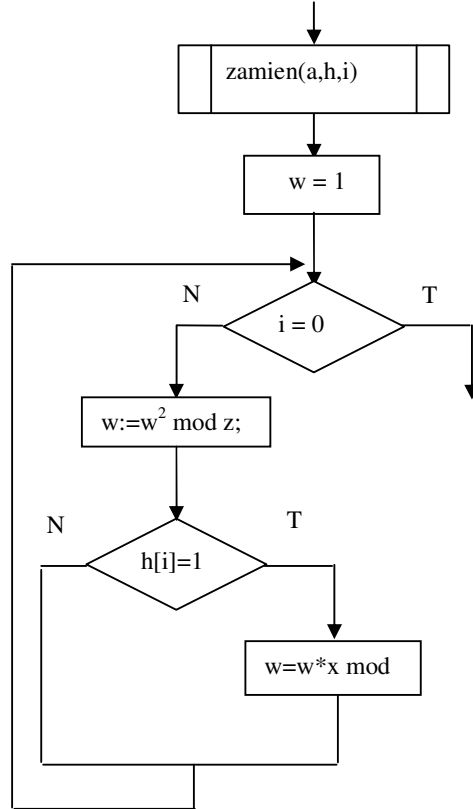 zamien(a,h,i)
w = 1
N
T
i = 0
w:=w² mod z;
N
T
h[i]=1
w=w*x mod